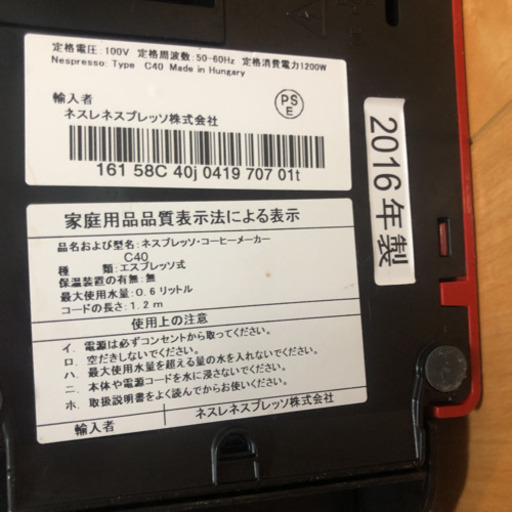 定格電圧：100V 定格周波数：50-60Hz 定格消費電力1200W
Nespresso: Type C40 Made in Hungary
輸入者
ネスレネスプレッソ株式会社
PS
E
161 58C 40j 0419 707 01t
2016年製
家庭用品品質表示法による表示
品名および型名：ネスプレッソ・コーヒーメーカー
C40
種　　類：エスプレッソ式
保温装置の有無：無
最大使用水量：0.6リットル
コードの長さ：1.2m
使用上の注意
イ．電源は必ずコンセントから取ってください。
ロ．空だきしないでください。
ハ．最大使用水量を超える量の水を入れないでください。
ニ．本体や電源コードを水に浸さないでください。
ホ．取扱説明書をよく読んでからお使いください。
輸入者　ネスレネスプレッソ株式会社